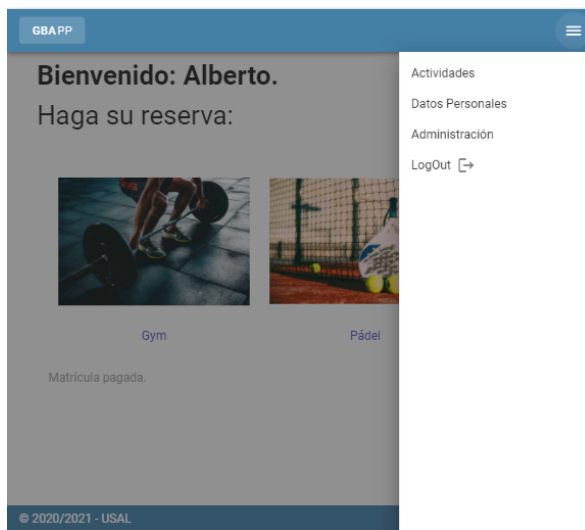 GBAPP
Bienvenido: Alberto.
Haga su reserva:
Gym
Pádel
Matrícula pagada.
Actividades
Datos Personales
Administración
LogOut
© 2020/2021 - USAL